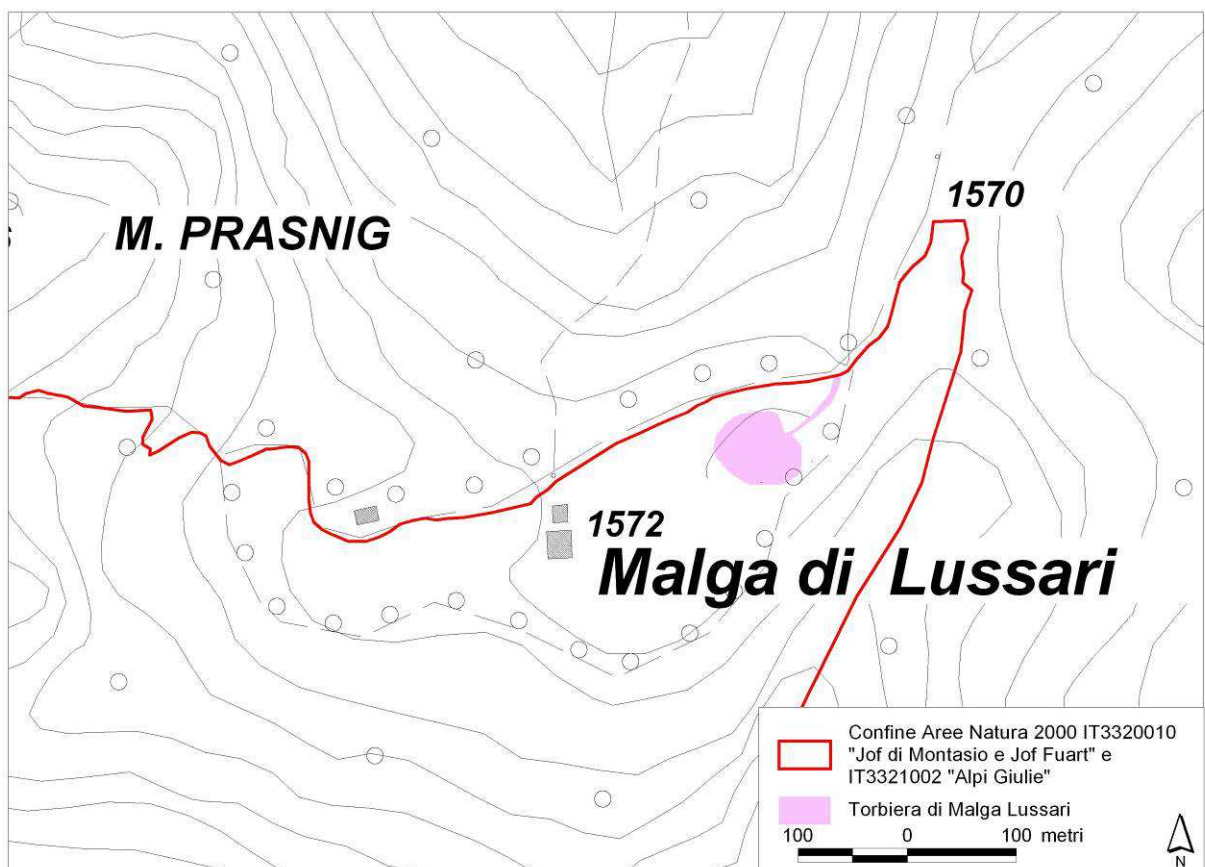 1570
M. PRASNIG
1572
Malga di Lussari
Confine Aree Natura 2000 IT3320010
"Jof di Montasio e Jof Fuart" e
IT3321002 "Alpi Giulie"
Torbiera di Malga Lussari
100 0 100 metri
N